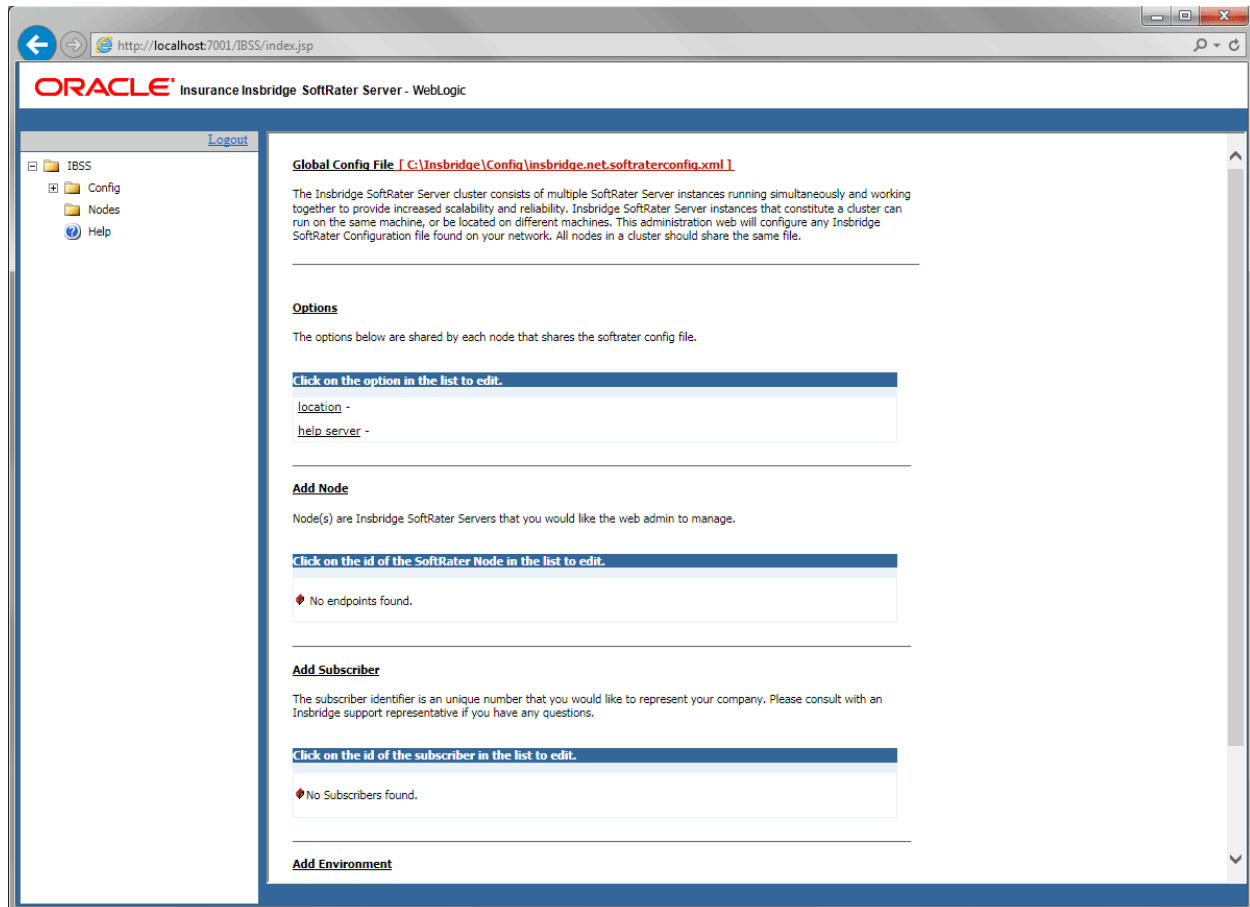 http://localhost:7001/IBSS/index.jsp
ORACLE Insurance Insbridge SoftRater Server - WebLogic
Logout
IBSS
Config
Nodes
Help
Global Config File [ C:\Insbridge\Config\insbridge.net.softraterconfig.xml ]
The Insbridge SoftRater Server cluster consists of multiple SoftRater Server instances running simultaneously and working
together to provide increased scalability and reliability. Insbridge SoftRater Server instances that constitute a cluster can
run on the same machine, or be located on different machines. This administration web will configure any Insbridge
SoftRater Configuration file found on your network. All nodes in a cluster should share the same file.
Options
The options below are shared by each node that shares the softrater config file.
Click on the option in the list to edit.
location -
help server -
Add Node
Node(s) are Insbridge SoftRater Servers that you would like the web admin to manage.
Click on the id of the SoftRater Node in the list to edit.
No endpoints found.
Add Subscriber
The subscriber identifier is an unique number that you would like to represent your company. Please consult with an
Insbridge support representative if you have any questions.
Click on the id of the subscriber in the list to edit.
No Subscribers found.
Add Environment